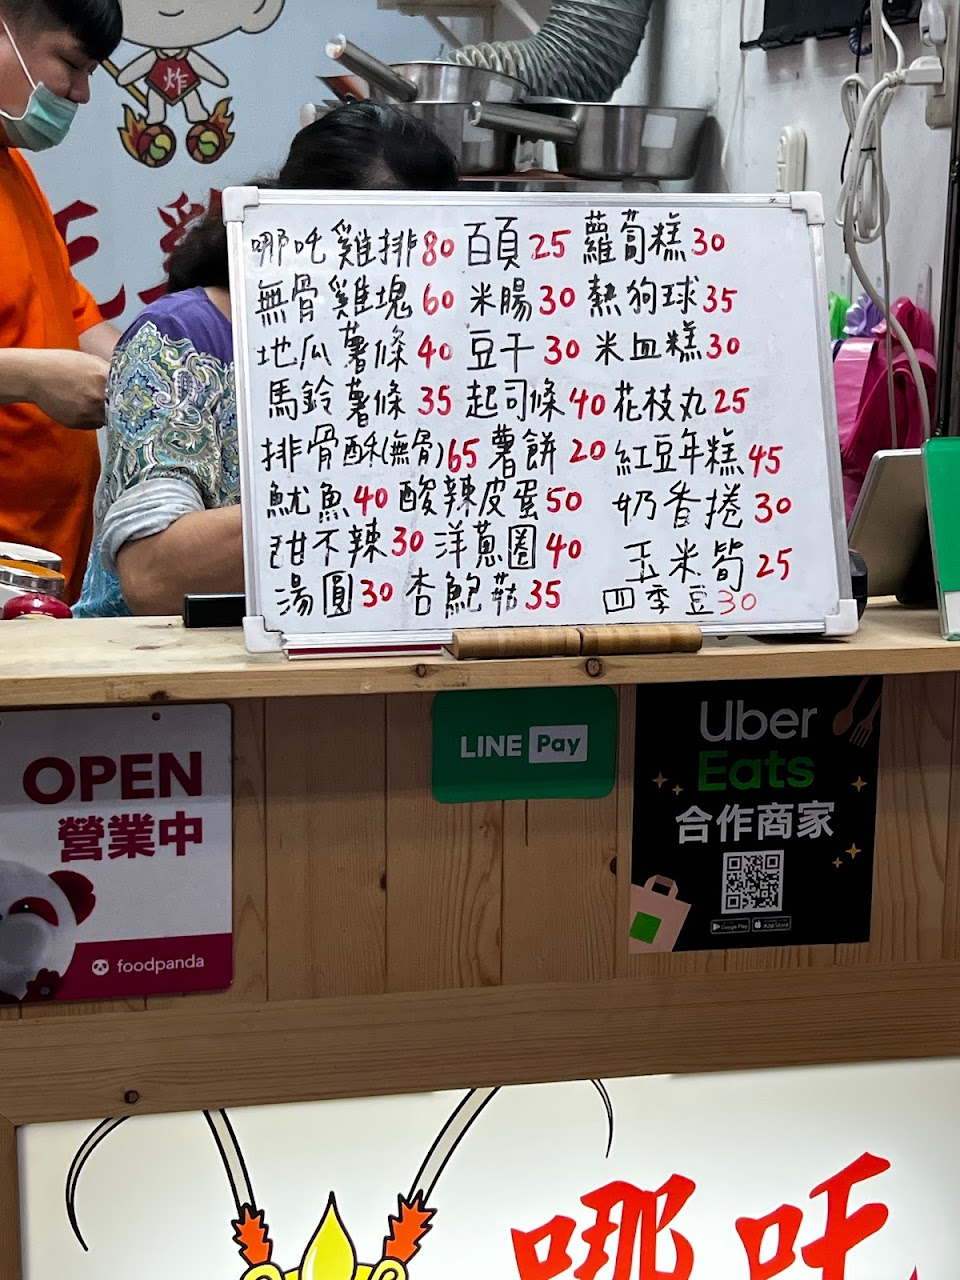 炸
哪吒雞排80 百頁25 蘿蔔糕30
無骨雞塊60 米腸30 熱狗球35
地瓜薯條40 豆干30 米血糕30
馬鈴薯條35 起司條40 花枝丸25
排骨酥(無骨)65 薯餅20 紅豆年糕45
魷魚40 酸辣皮蛋50 奶香捲30
甜不辣30 洋蔥圈40 玉米筍25
湯圓30 杏鮑菇35 四季豆30
OPEN
營業中
foodpanda
LINE Pay
Uber
Eats
合作商家
Google Play App Store
哪吒